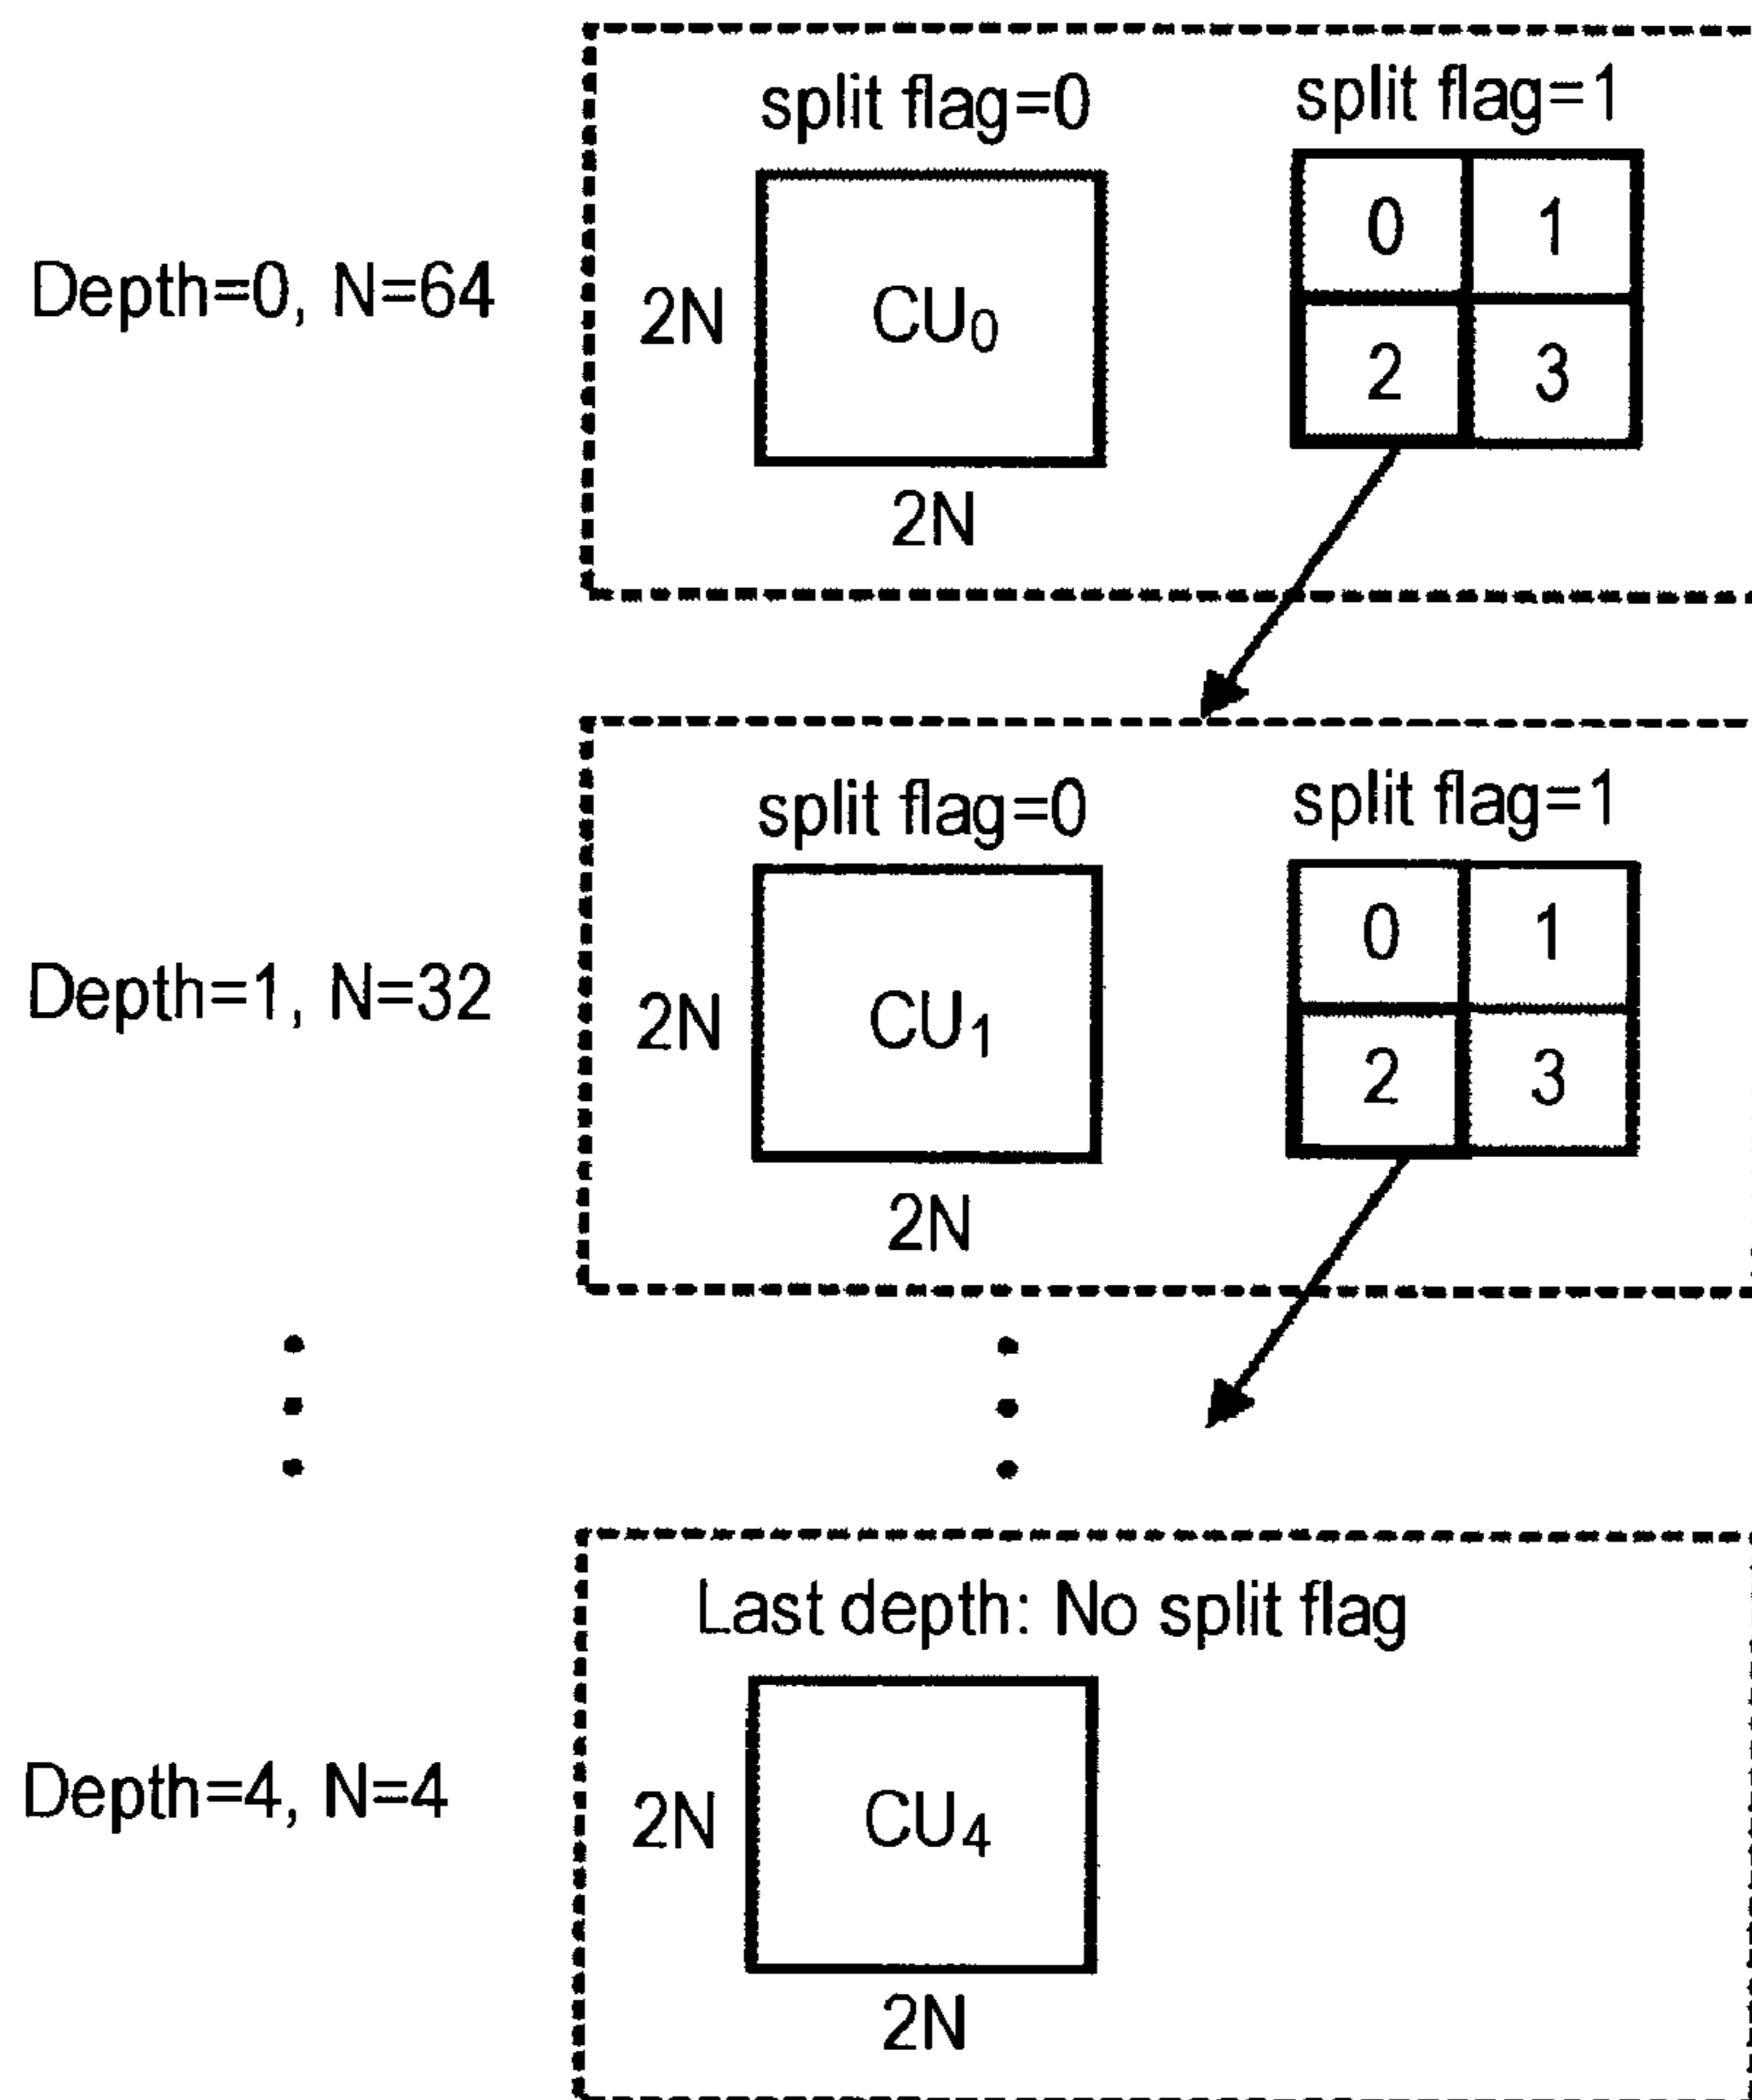 split flag=0
split flag=1
Depth=0, N=64
2N
CU₀
0
1
2
3
2N
split flag=0
split flag=1
Depth=1, N=32
2N
CU₁
0
1
2
3
2N
Last depth: No split flag
Depth=4, N=4
2N
CU₄
2N